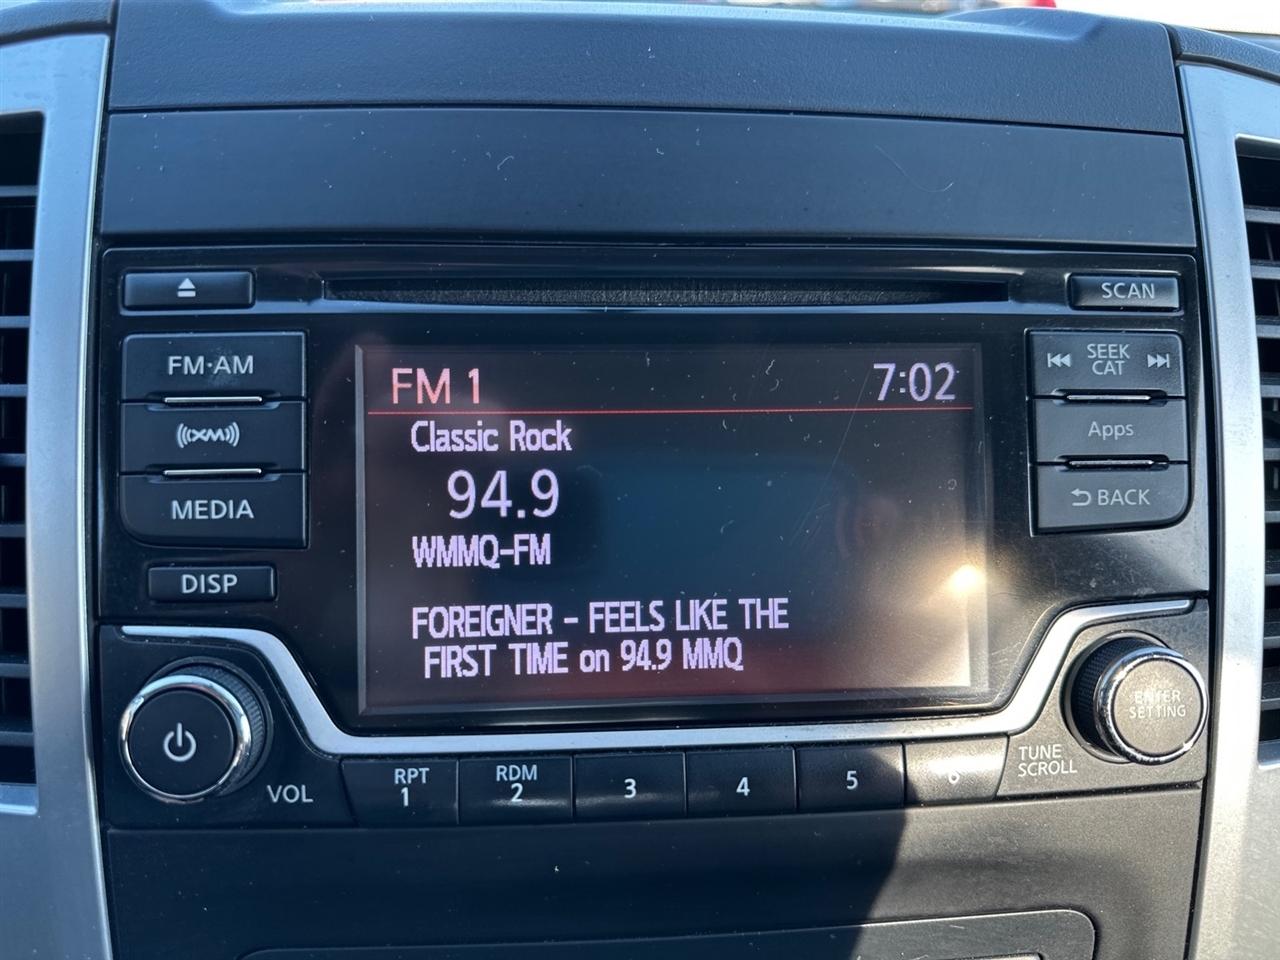 SCAN
FM·AM
SEEK
CAT
FM 1 7:02
Classic Rock
XM
Apps
94.9
MEDIA
BACK
WMMQ-FM
DISP
FOREIGNER - FEELS LIKE THE
FIRST TIME on 94.9 MMQ
ENTER
SETTING
VOL
RPT
1
RDM
2
3
4
5
6
TUNE
SCROLL